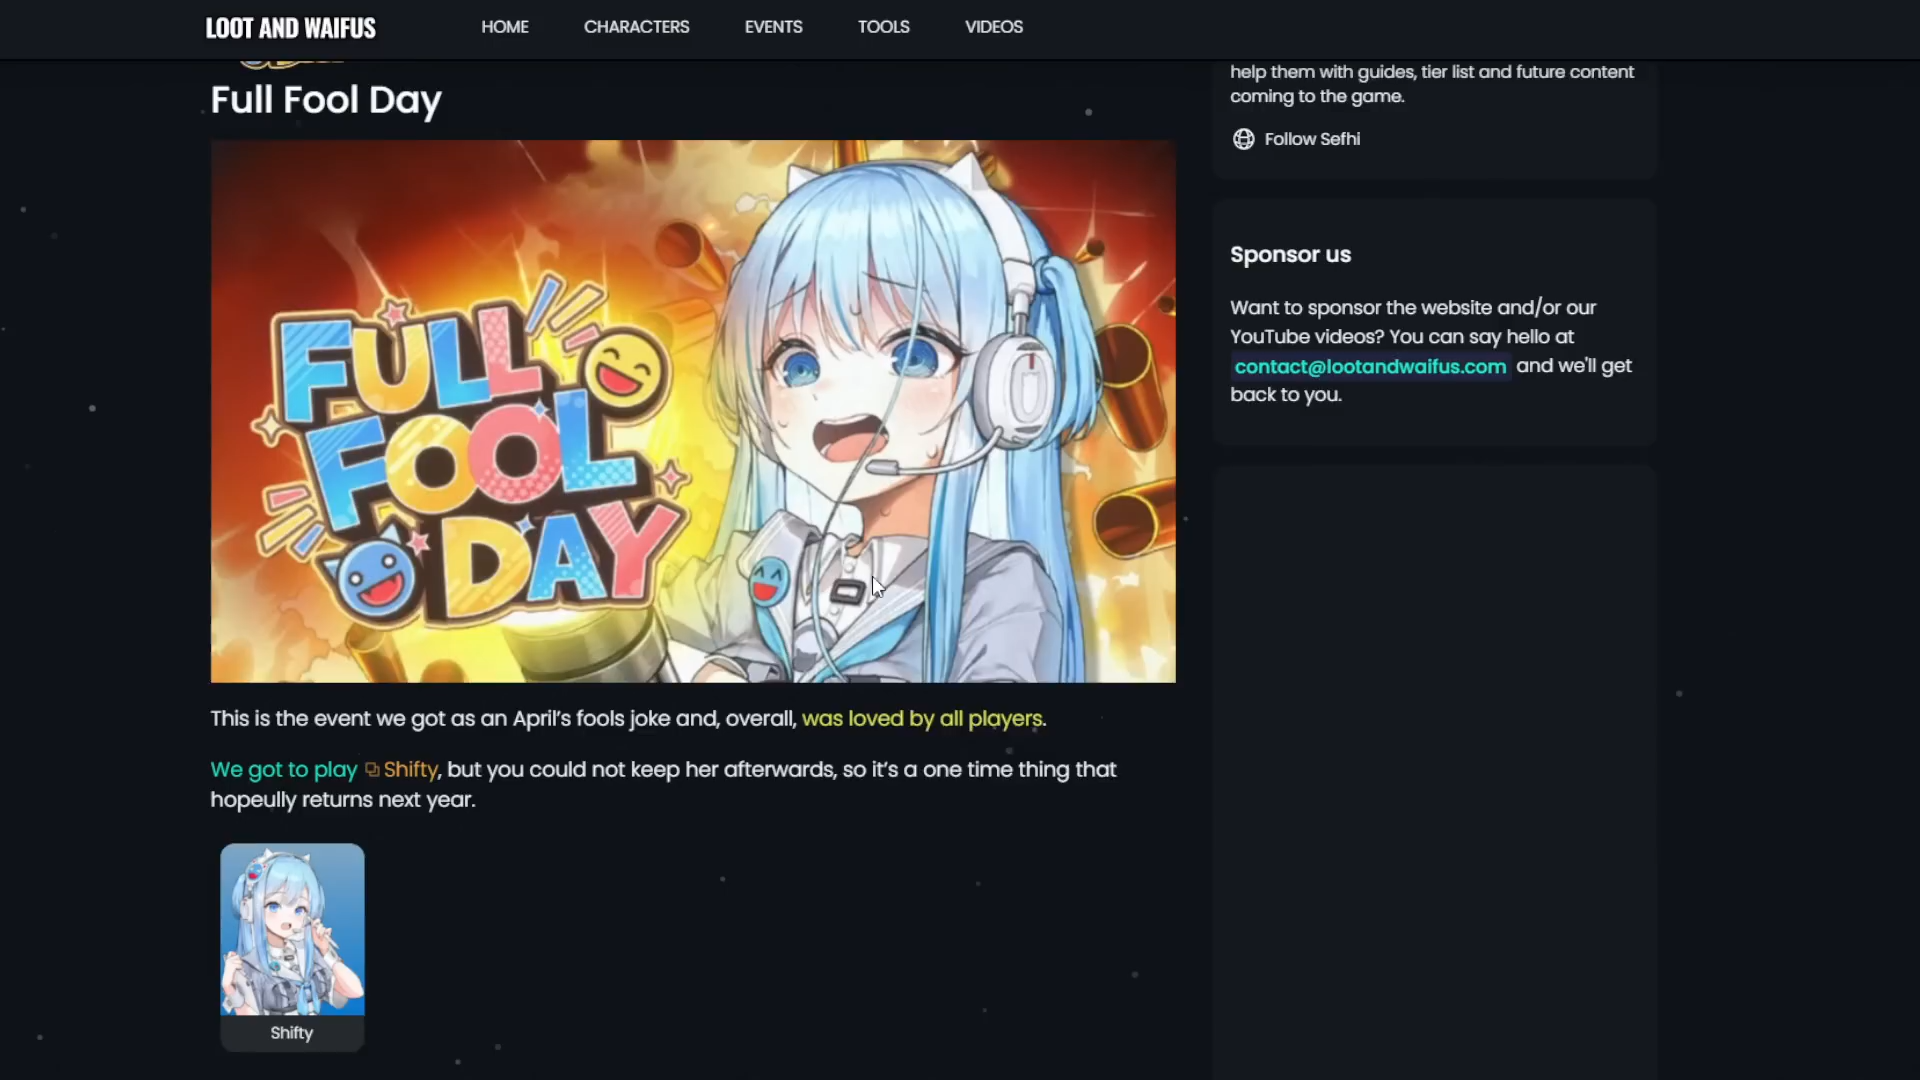 LOOT AND WAIFUS
HOME
CHARACTERS
EVENTS
TOOLS
VIDEOS
Full Fool Day
FULL
FOOL
DAY
This is the event we got as an April's fools joke and, overall, was loved by all players.
We got to play Shifty, but you could not keep her afterwards, so it's a one time thing that
hopeully returns next year.
Shifty
help them with guides, tier list and future content
coming to the game.
Follow Sefhi
Sponsor us
Want to sponsor the website and/or our
YouTube videos? You can say hello at
contact@lootandwaifus.com and we'll get
back to you.